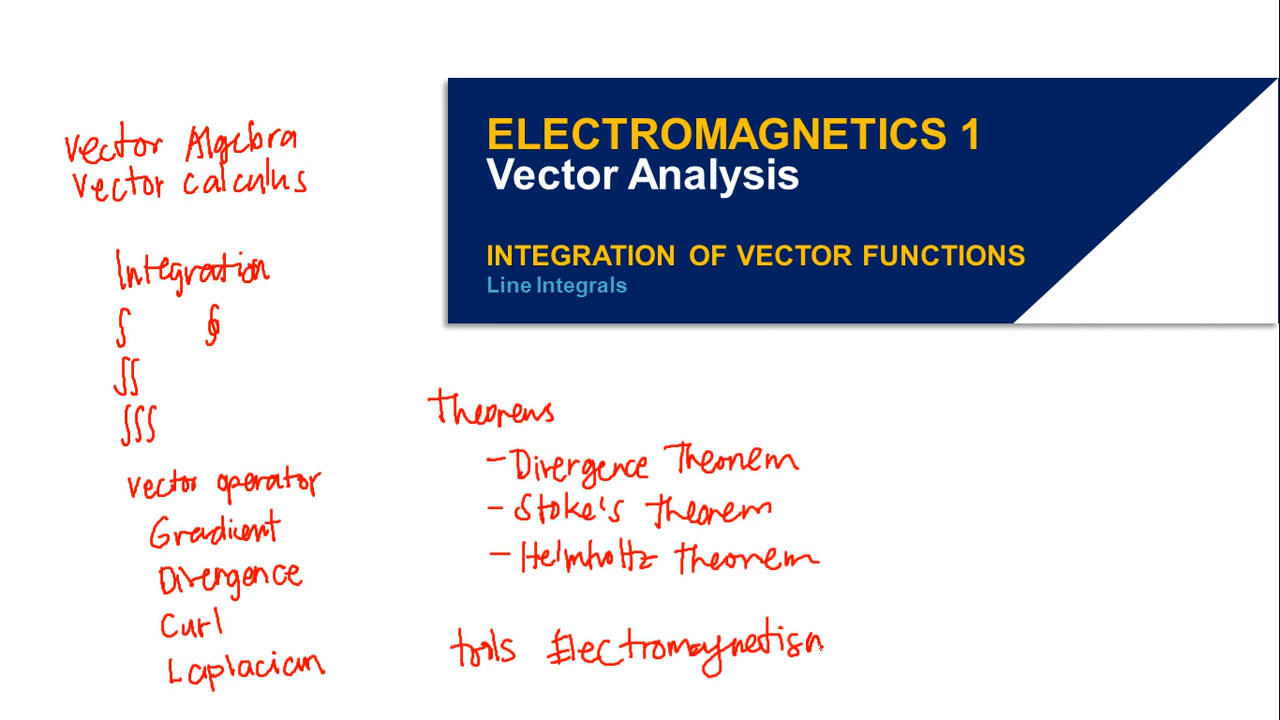 Vector Algebra
Vector calculus
Integration
∫ ∮
∫∫
∫∫∫
Vector operator
Gradient
Divergence
Curl
Laplacian
ELECTROMAGNETICS 1
Vector Analysis
INTEGRATION OF VECTOR FUNCTIONS
Line Integrals
Theorems
- Divergence Theorem
- Stoke's Theorem
- Helmholtz Theorem
tools Electromagnetism